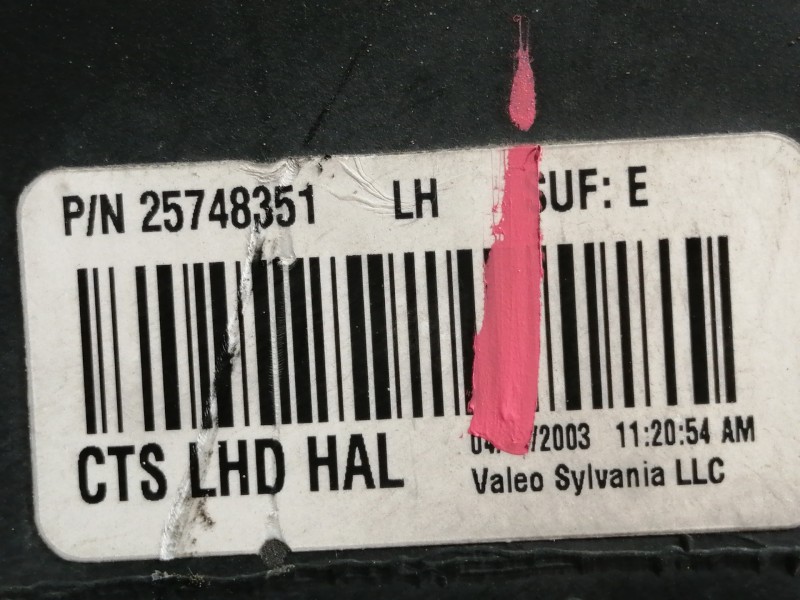 P/N 25748351 LH SUF: E
CTS LHD HAL
11:20:54 AM
Valeo Sylvania LLC